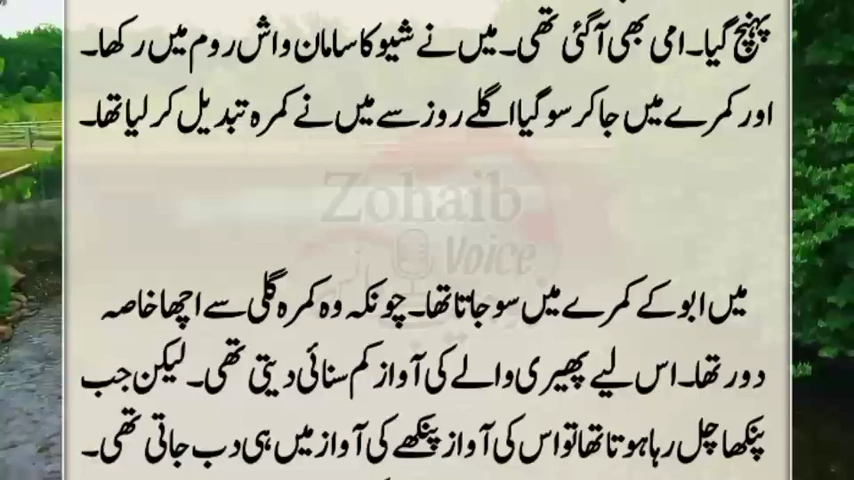 پہنچ گیا۔ امی بھی آ گئی تھی۔ میں نے شیو کا سامان واش روم میں رکھا۔
اور کمرے میں جا کر سو گیا اگلے روز سے میں نے کمرہ تبدیل کر لیا تھا۔
Zohaib
Voice
میں ابو کے کمرے میں سو جاتا تھا۔ چونکہ وہ کمرہ گلی سے اچھا خاصہ
دور تھا۔ اس لیے پھیری والے کی آواز کم سنائی دیتی تھی۔ لیکن جب
پنکھا چل رہا ہوتا تھا تو اس کی آواز پنکھے کی آواز میں ہی دب جاتی تھی۔